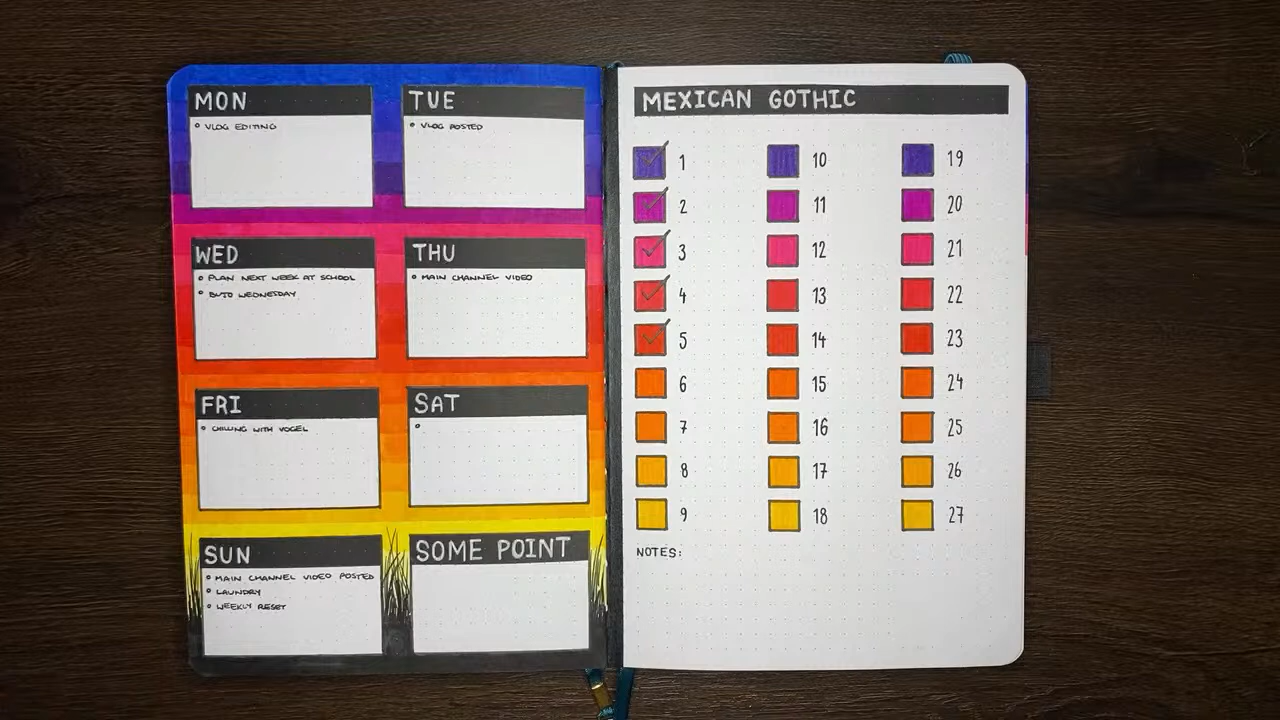 MON
VLOG EDITING
TUE
VLOG POSTED
WED
PLAN NEXT WEEK AT SCHOOL
BUJO WEDNESDAY
THU
MAIN CHANNEL VIDEO
FRI
CHILLING WITH VOGEL
SAT
SUN
MAIN CHANNEL VIDEO POSTED
LAUNDRY
WEEKLY RESET
SOME POINT
MEXICAN GOTHIC
1
2
3
4
5
6
7
8
9
10
11
12
13
14
15
16
17
18
19
20
21
22
23
24
25
26
27
NOTES: